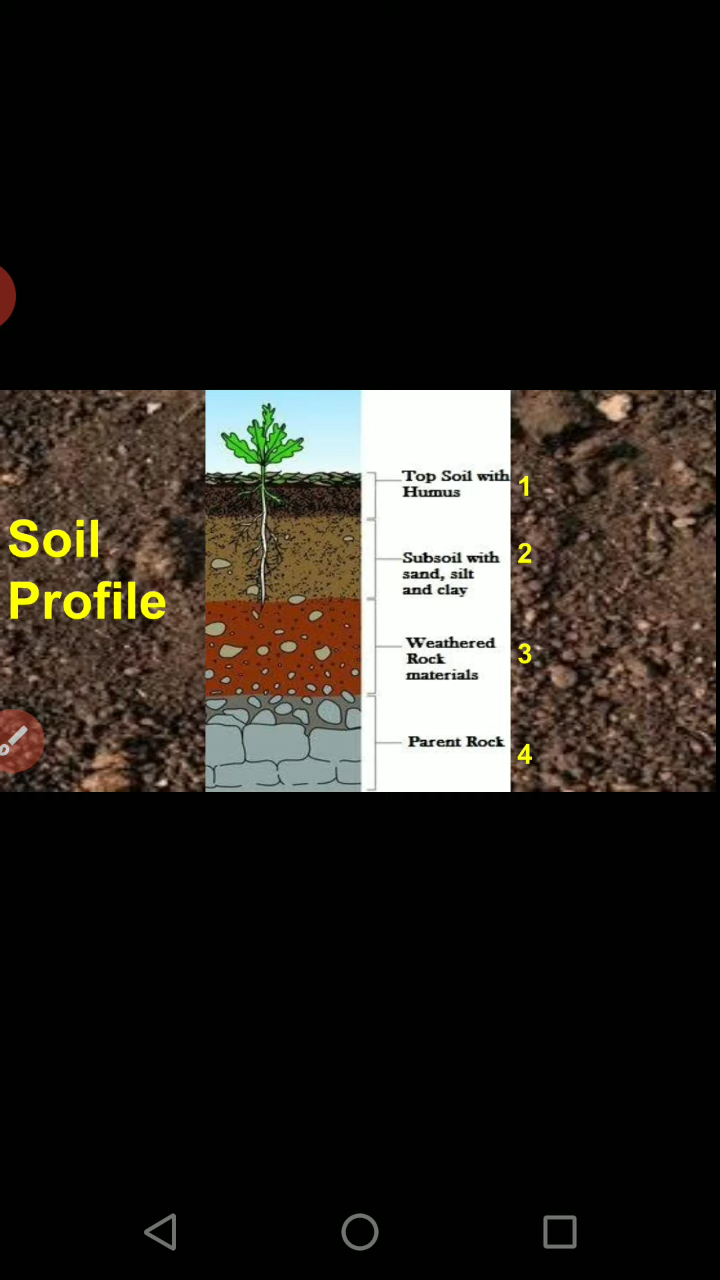 Soil
Profile
Top Soil with
Humus
1
Subsoil with
sand, silt
and clay
2
Weathered
Rock
materials
3
Parent Rock
4